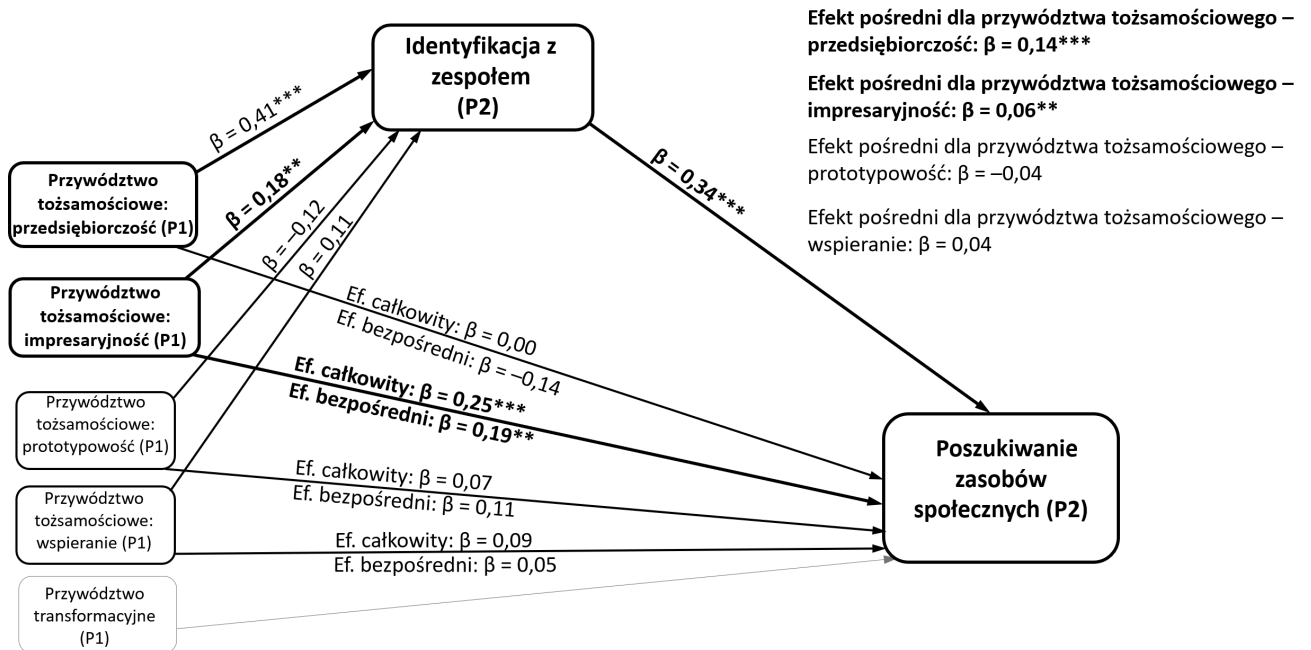 Efekt pośredni dla przywództwa tożsamościowego –
przedsiębiorczość: β = 0,14***
Efekt pośredni dla przywództwa tożsamościowego –
impresaryjność: β = 0,06**
Efekt pośredni dla przywództwa tożsamościowego –
prototypowość: β = –0,04
Efekt pośredni dla przywództwa tożsamościowego –
wspieranie: β = 0,04
Identyfikacja z
zespołem
(P2)
β = 0,41***
β = 0,18**
β = –0,12
β = 0,11
β = 0,34***
Przywództwo
tożsamościowe:
przedsiębiorczość (P1)
Przywództwo
tożsamościowe:
impresaryjność (P1)
Przywództwo
tożsamościowe:
prototypowość (P1)
Przywództwo
tożsamościowe:
wspieranie (P1)
Przywództwo
transformacyjne
(P1)
Ef. całkowity: β = 0,00
Ef. bezpośredni: β = –0,14
Ef. całkowity: β = 0,25***
Ef. bezpośredni: β = 0,19**
Ef. całkowity: β = 0,07
Ef. bezpośredni: β = 0,11
Ef. całkowity: β = 0,09
Ef. bezpośredni: β = 0,05
Poszukiwanie
zasobów
społecznych (P2)